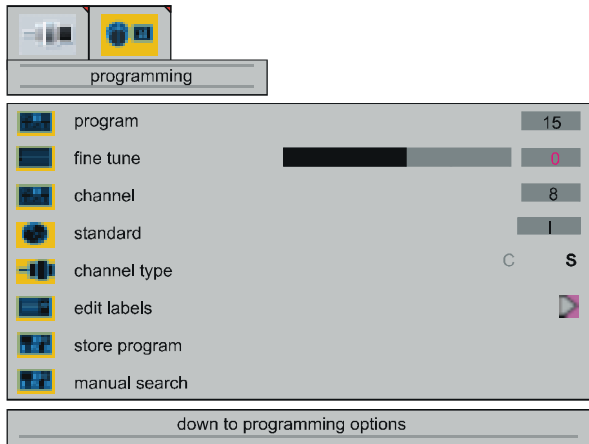 programming
program 15
fine tune 0
channel 8
standard I
channel type C S
edit labels
store program
manual search
down to programming options